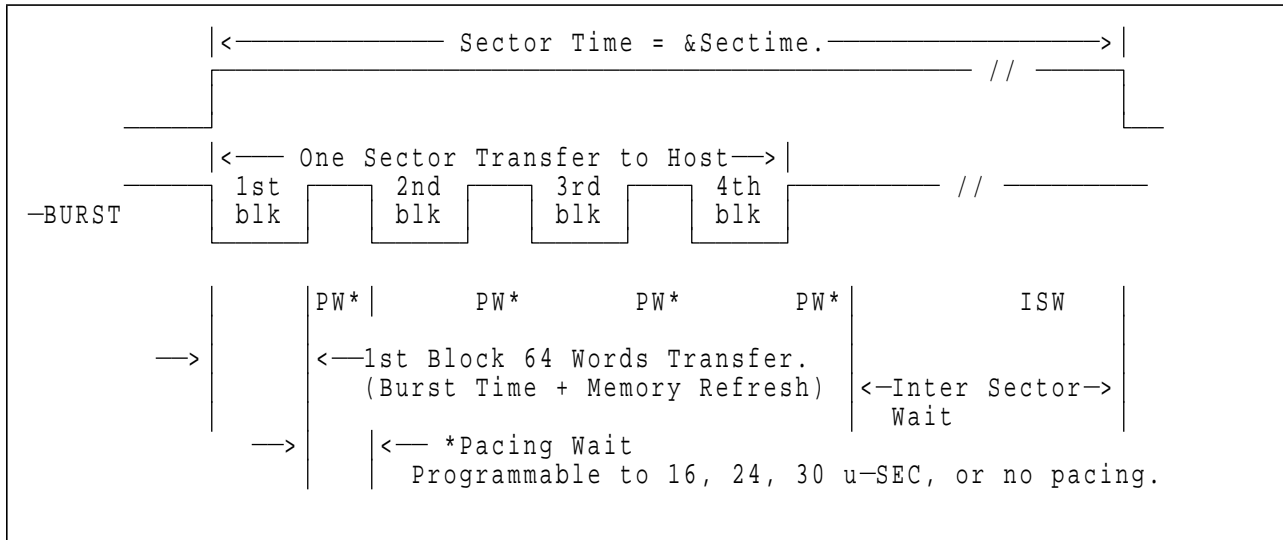 |<—————— Sector Time = &Sectime.——————>|
//
|<—— One Sector Transfer to Host——>|
1st 2nd 3rd 4th //
—BURST blk blk blk blk
PW*| PW* PW* PW* ISW
——> |<——1st Block 64 Words Transfer.
(Burst Time + Memory Refresh) |<—Inter Sector—>
Wait
——> |<—— *Pacing Wait
Programmable to 16, 24, 30 u—SEC, or no pacing.